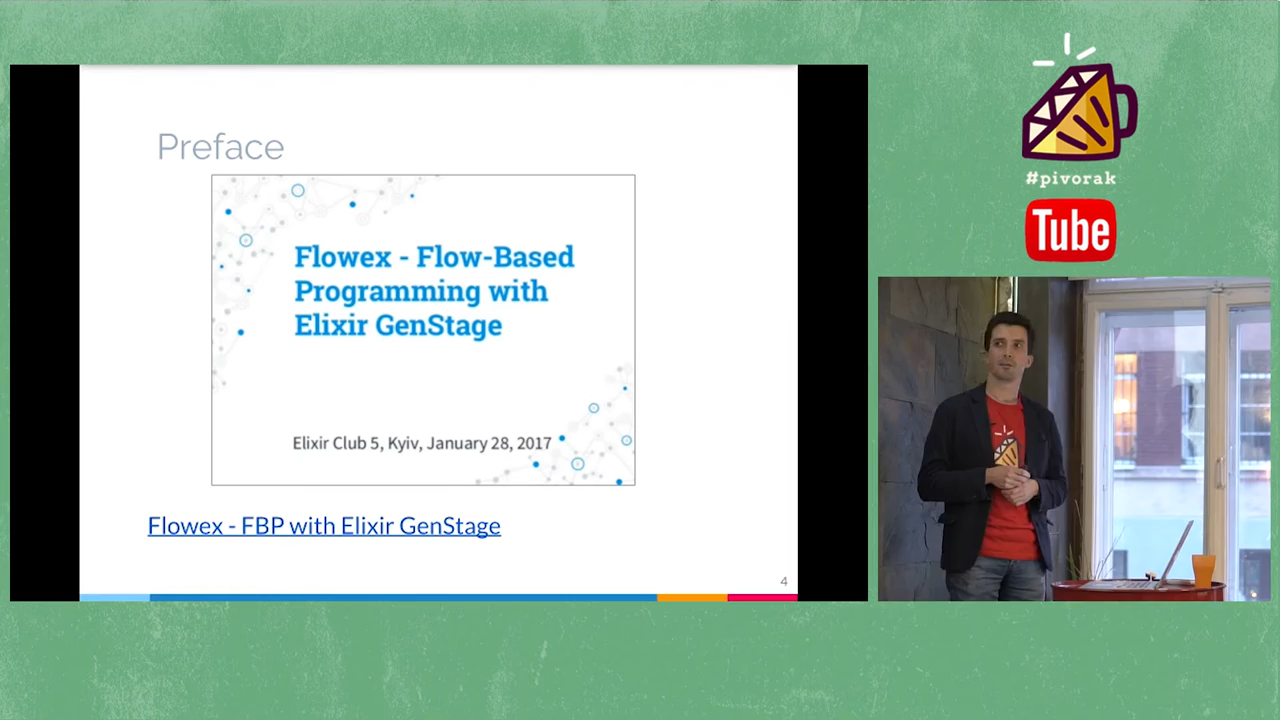 Preface
Flowex - Flow-Based
Programming with
Elixir GenStage
Elixir Club 5, Kyiv, January 28, 2017
Flowex - FBP with Elixir GenStage
4
#pivorak
Tube